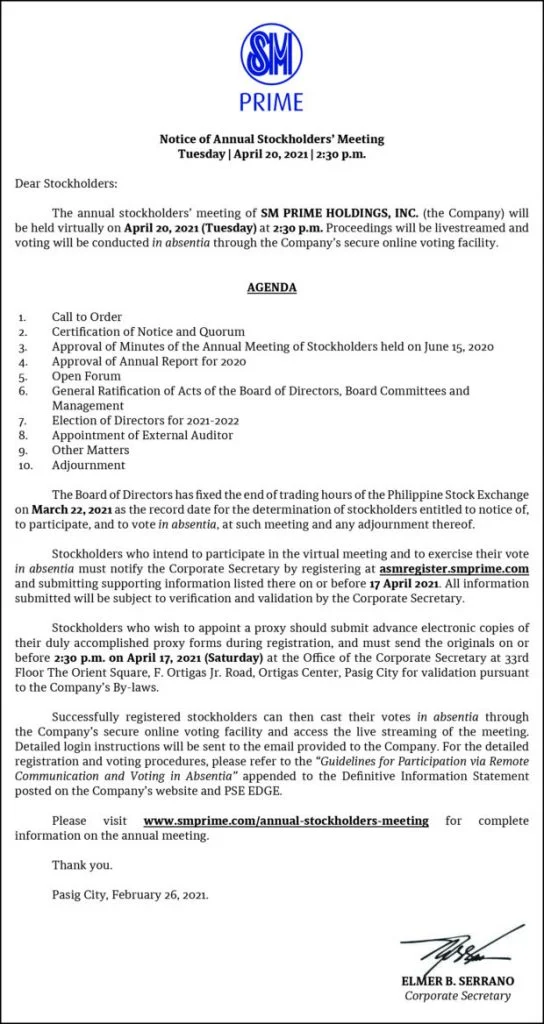 SM
PRIME
Notice of Annual Stockholders' Meeting
Tuesday | April 20, 2021 | 2:30 p.m.
Dear Stockholders:
The annual stockholders' meeting of SM PRIME HOLDINGS, INC. (the Company) will
be held virtually on April 20, 2021 (Tuesday) at 2:30 p.m. Proceedings will be livestreamed and
voting will be conducted in absentia through the Company's secure online voting facility.
AGENDA
1. Call to Order
2. Certification of Notice and Quorum
3. Approval of Minutes of the Annual Meeting of Stockholders held on June 15, 2020
4. Approval of Annual Report for 2020
5. Open Forum
6. General Ratification of Acts of the Board of Directors, Board Committees and
Management
7. Election of Directors for 2021-2022
8. Appointment of External Auditor
9. Other Matters
10. Adjournment
The Board of Directors has fixed the end of trading hours of the Philippine Stock Exchange
on March 22, 2021 as the record date for the determination of stockholders entitled to notice of,
to participate, and to vote in absentia, at such meeting and any adjournment thereof.
Stockholders who intend to participate in the virtual meeting and to exercise their vote
in absentia must notify the Corporate Secretary by registering at asmregister.smprime.com
and submitting supporting information listed there on or before 17 April 2021. All information
submitted will be subject to verification and validation by the Corporate Secretary.
Stockholders who wish to appoint a proxy should submit advance electronic copies of
their duly accomplished proxy forms during registration, and must send the originals on or
before 2:30 p.m. on April 17, 2021 (Saturday) at the Office of the Corporate Secretary at 33rd
Floor The Orient Square, F. Ortigas Jr. Road, Ortigas Center, Pasig City for validation pursuant
to the Company's By-laws.
Successfully registered stockholders can then cast their votes in absentia through
the Company's secure online voting facility and access the live streaming of the meeting.
Detailed login instructions will be sent to the email provided to the Company. For the detailed
registration and voting procedures, please refer to the "Guidelines for Participation via Remote
Communication and Voting in Absentia" appended to the Definitive Information Statement
posted on the Company's website and PSE EDGE.
Please visit www.smprime.com/annual-stockholders-meeting for complete
information on the annual meeting.
Thank you.
Pasig City, February 26, 2021.
ELMER B. SERRANO
Corporate Secretary